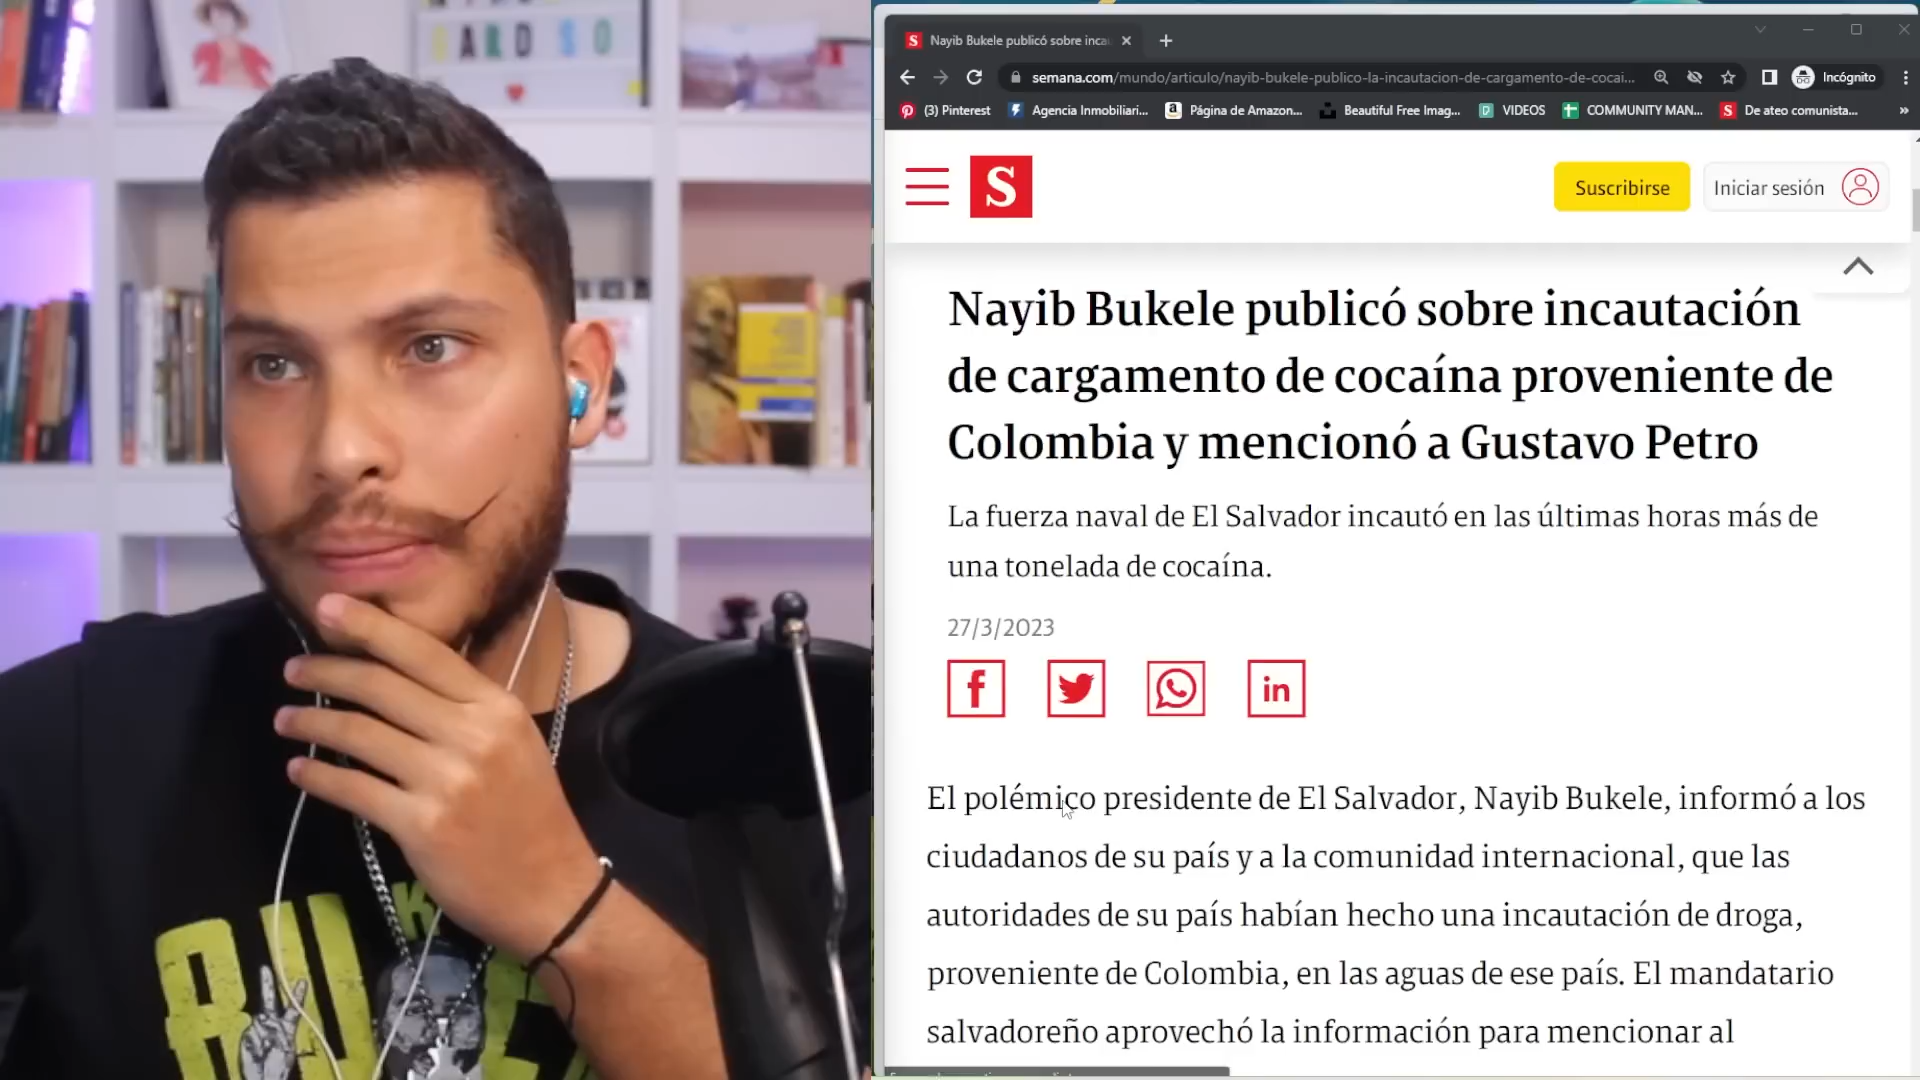 Nayib Bukele publicó sobre inca
semana.com/mundo/articulo/nayib-bukele-publico-la-incautacion-de-cargamento-de-cocai...
Incógnito
(3) Pinterest
Agencia Inmobiliari...
Página de Amazon...
Beautiful Free Imag...
VIDEOS
COMMUNITY MAN...
De ateo comunista...
S
Suscribirse
Iniciar sesión
Nayib Bukele publicó sobre incautación
de cargamento de cocaína proveniente de
Colombia y mencionó a Gustavo Petro
La fuerza naval de El Salvador incautó en las últimas horas más de
una tonelada de cocaína.
27/3/2023
El polémico presidente de El Salvador, Nayib Bukele, informó a los
ciudadanos de su país y a la comunidad internacional, que las
autoridades de su país habían hecho una incautación de droga,
proveniente de Colombia, en las aguas de ese país. El mandatario
salvadoreño aprovechó la información para mencionar al